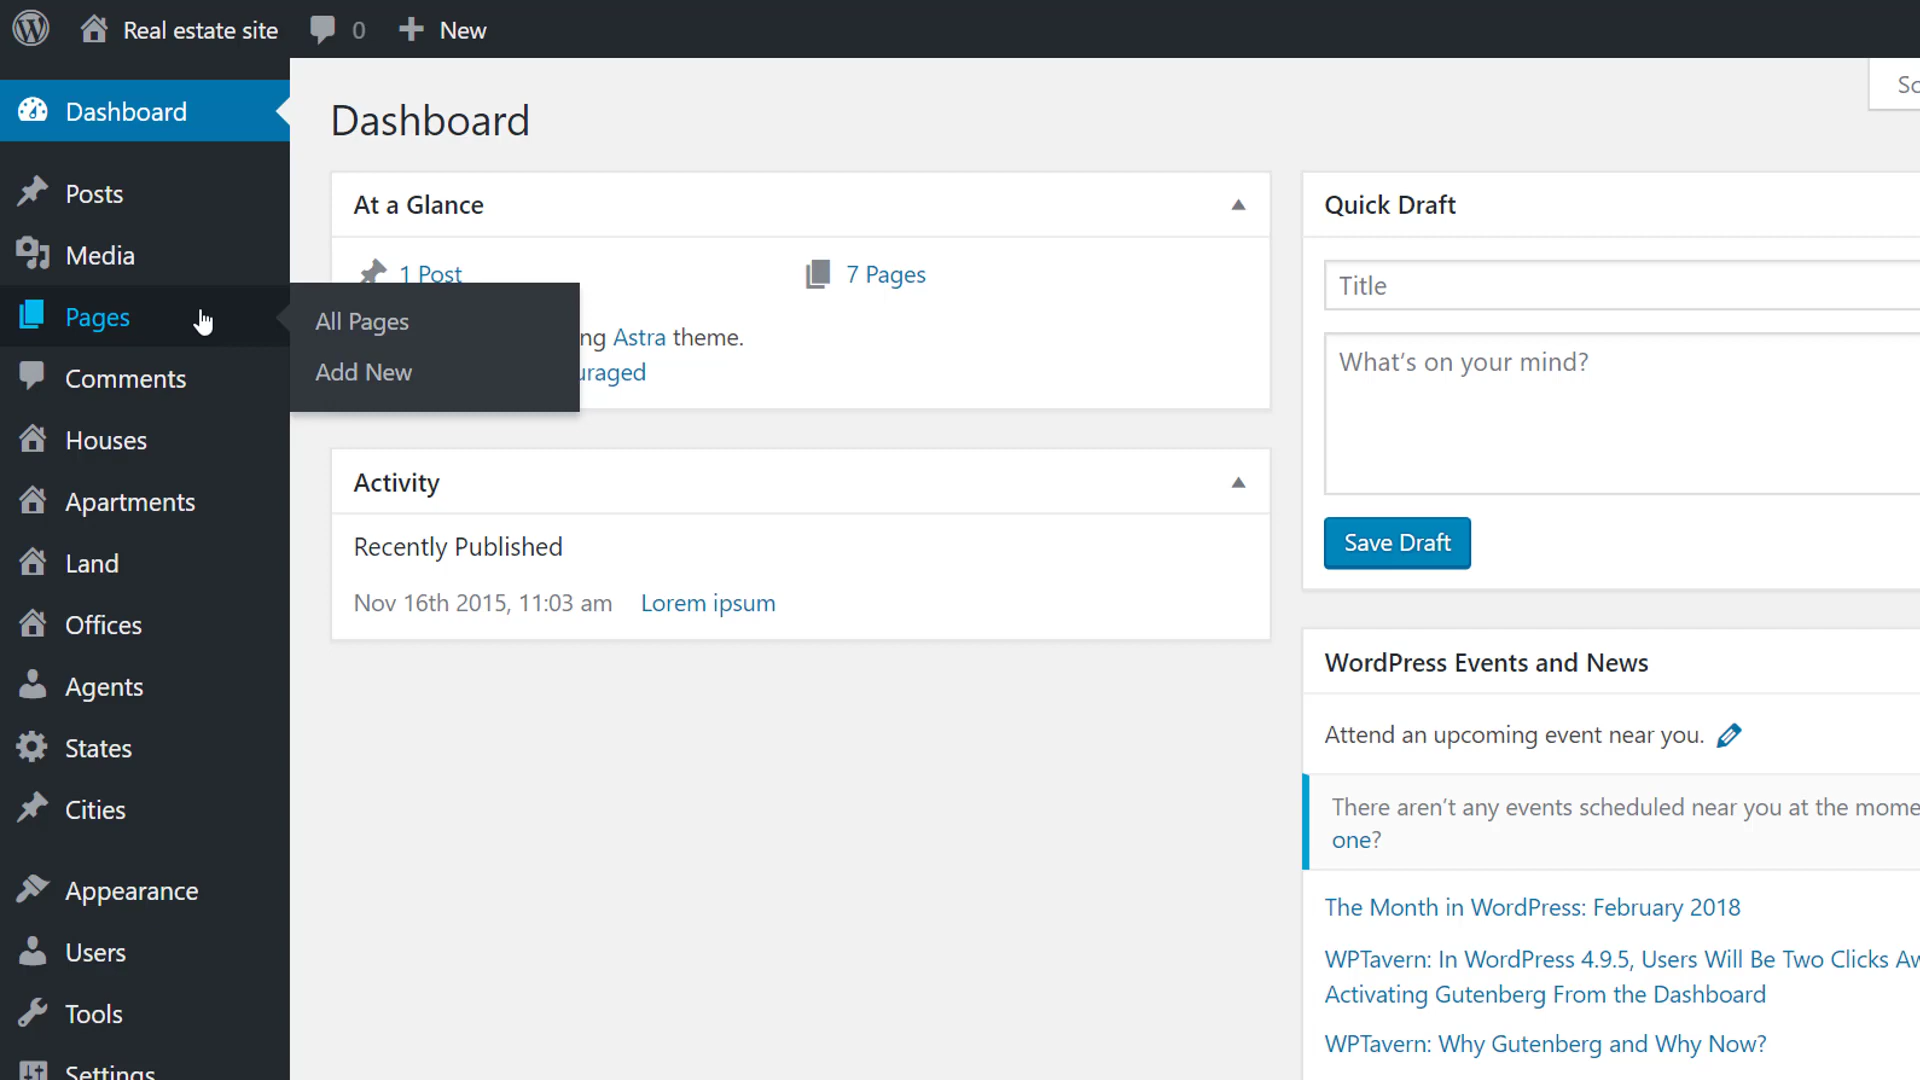 Real estate site
0
New
Dashboard
Posts
Media
Pages
All Pages
Add New
Comments
Houses
Apartments
Land
Offices
Agents
States
Cities
Appearance
Users
Tools
Settings
Dashboard
At a Glance
1 Post
7 Pages
ng Astra theme.
uraged
Activity
Recently Published
Nov 16th 2015, 11:03 am Lorem ipsum
Sc
Quick Draft
Title
What's on your mind?
Save Draft
WordPress Events and News
Attend an upcoming event near you.
There aren't any events scheduled near you at the mome
one?
The Month in WordPress: February 2018
WPTavern: In WordPress 4.9.5, Users Will Be Two Clicks Aw
Activating Gutenberg From the Dashboard
WPTavern: Why Gutenberg and Why Now?